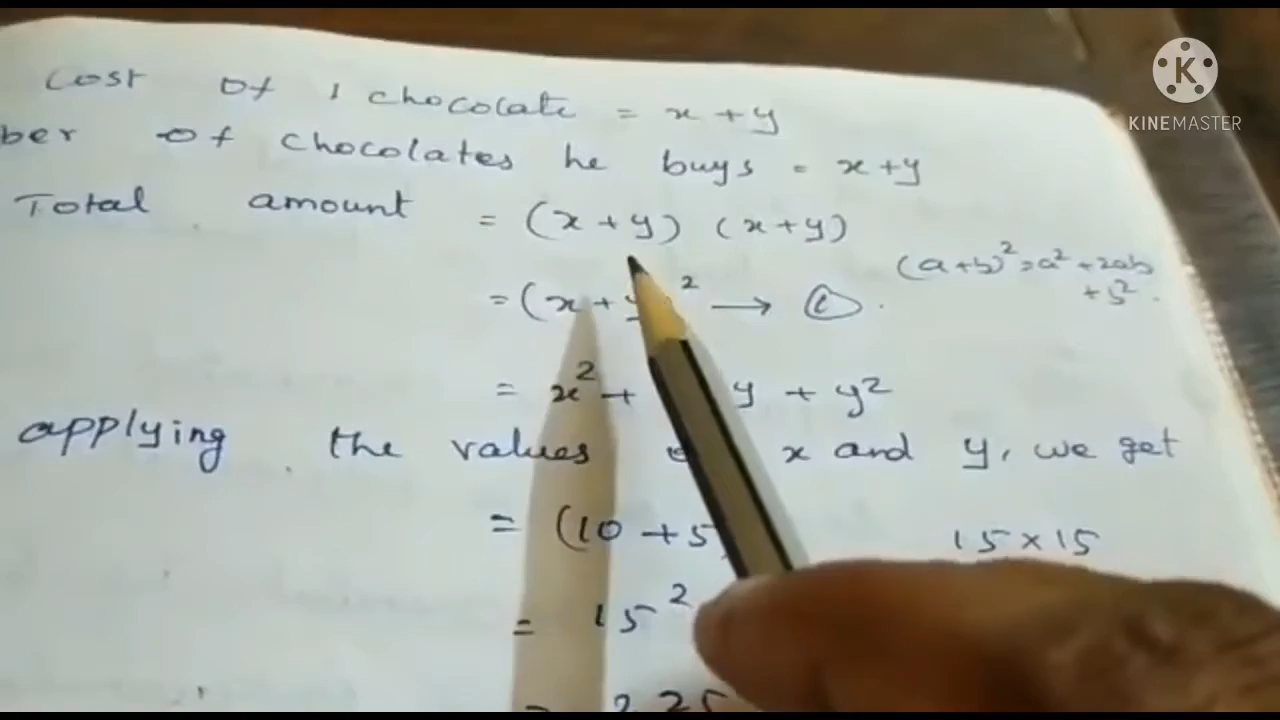 Cost of 1 chocolate = x+y
ber of chocolates he buys = x+y
Total amount = (x+y) (x+y)
= (x+y)² → ①.
(a+b)²=a²+2ab
+b².
= x² + y + y²
applying the values x and y, we get
= (10 +5
15×15
= 15²
= 225
K
KINEMASTER